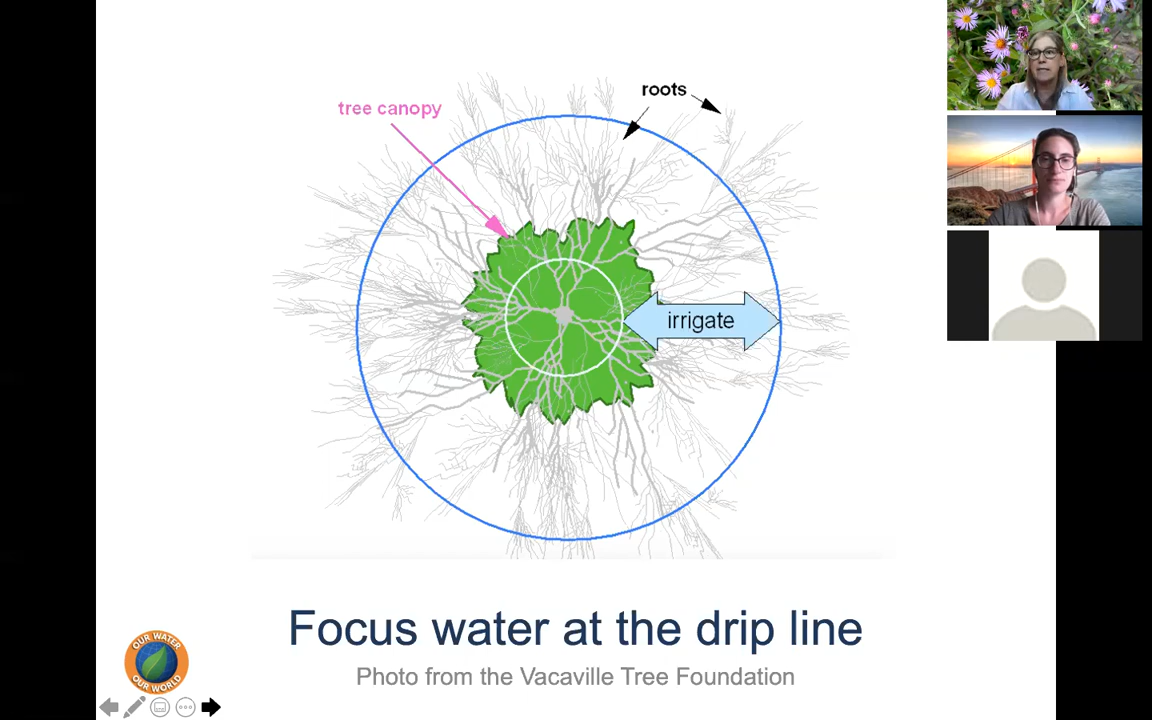 roots
tree canopy
irrigate
Focus water at the drip line
Photo from the Vacaville Tree Foundation
OUR WATER
OUR WORLD